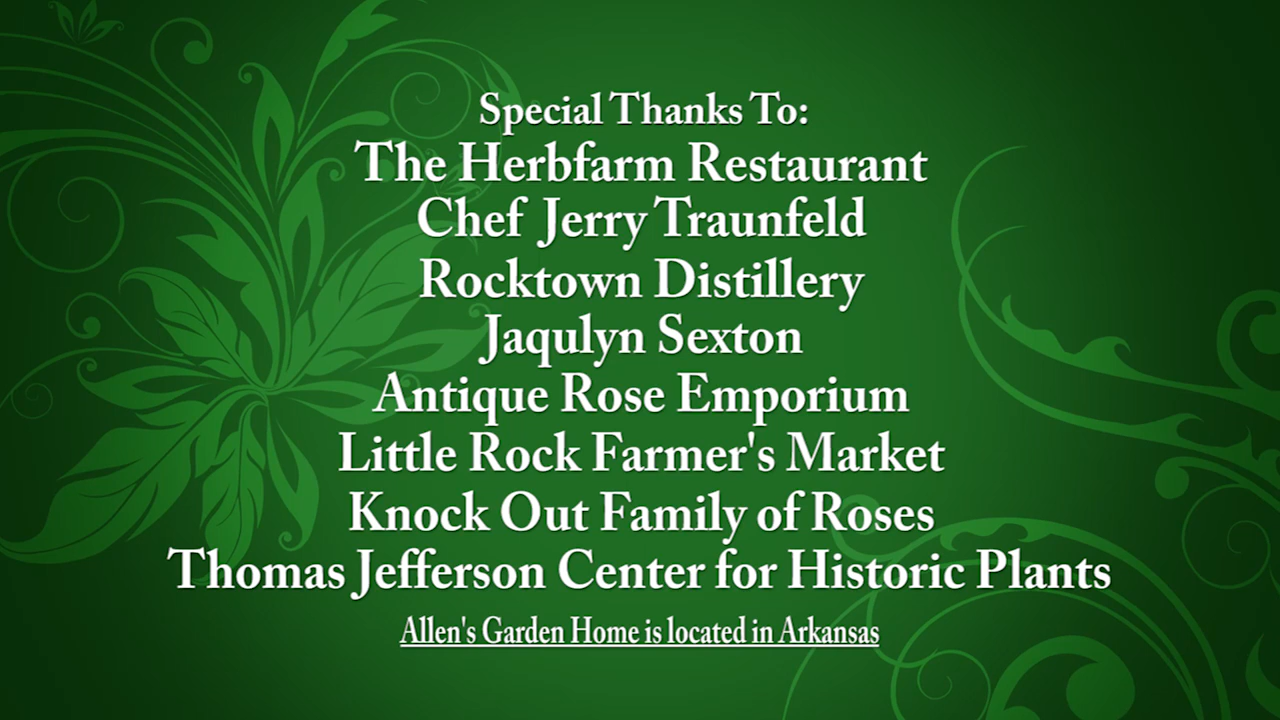 Special Thanks To:
The Herbfarm Restaurant
Chef Jerry Traunfeld
Rocktown Distillery
Jaqulyn Sexton
Antique Rose Emporium
Little Rock Farmer's Market
Knock Out Family of Roses
Thomas Jefferson Center for Historic Plants
Allen's Garden Home is located in Arkansas